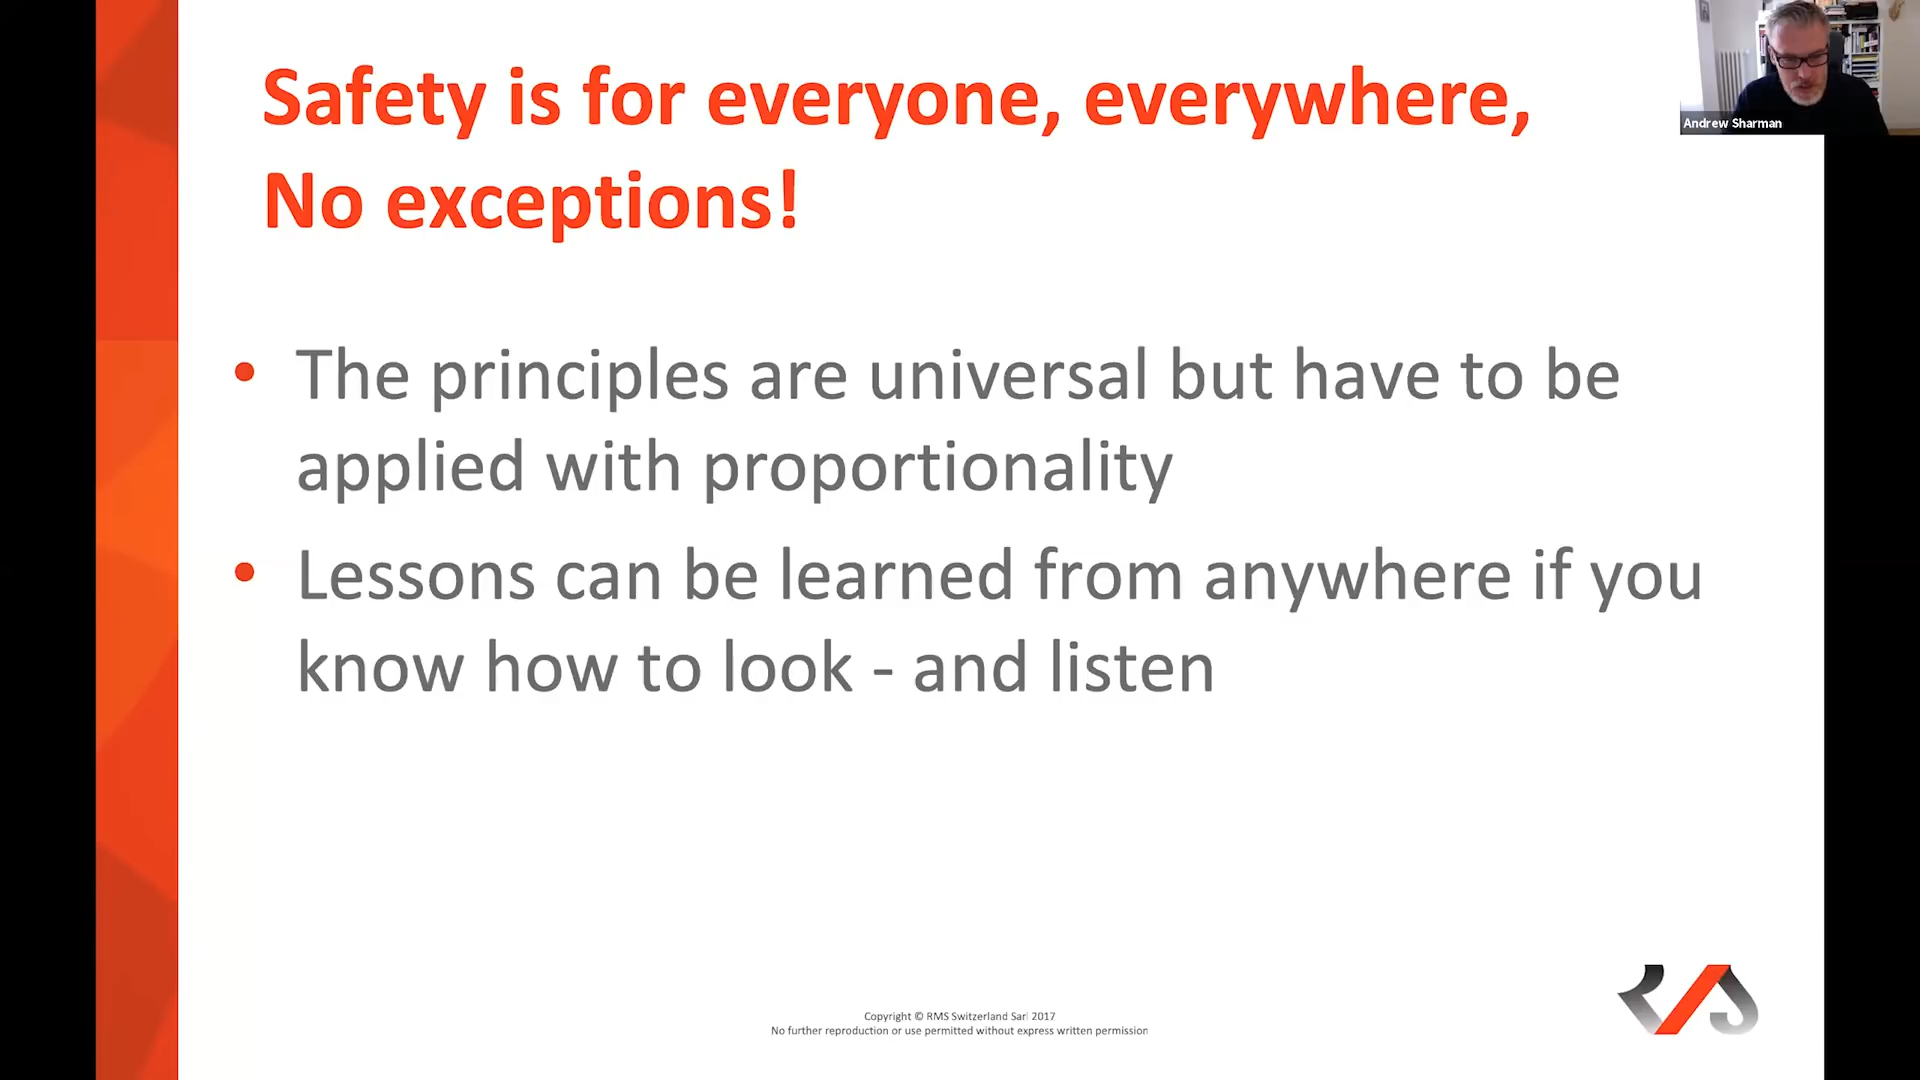 Safety is for everyone, everywhere,
No exceptions!
Andrew Sharman
• The principles are universal but have to be
applied with proportionality
• Lessons can be learned from anywhere if you
know how to look - and listen
Copyright © RMS Switzerland Sarl 2017
No further reproduction or use permitted without express written permission